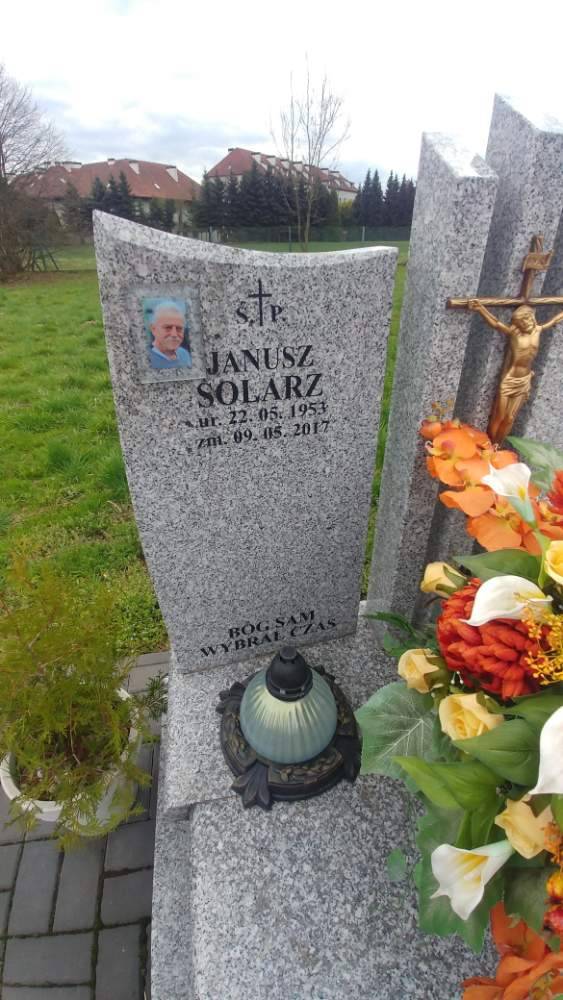 Ś. P.
JANUSZ
SOLARZ
ur. 22. 05. 1953
zm. 09. 05. 2017
BÓG SAM
WYBRAŁ CZAS